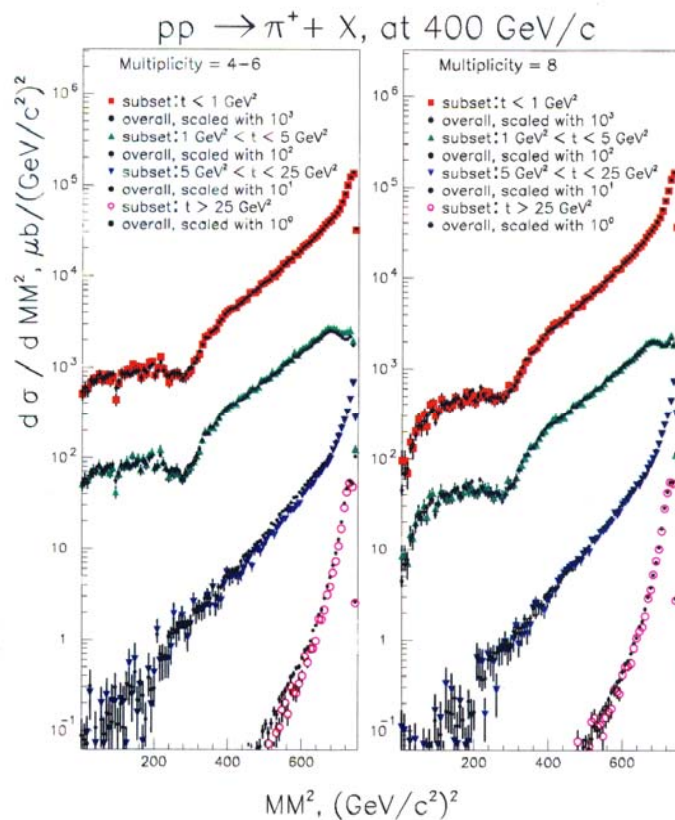 pp → π⁺ + X, at 400 GeV/c
Multiplicity = 4–6
subset: t < 1 GeV²
overall, scaled with 10³
subset: 1 GeV² < t < 5 GeV²
overall, scaled with 10²
subset: 5 GeV² < t < 25 GeV²
overall, scaled with 10¹
subset: t > 25 GeV²
overall, scaled with 10⁰
Multiplicity = 8
subset: t < 1 GeV²
overall, scaled with 10³
subset: 1 GeV² < t < 5 GeV²
overall, scaled with 10²
subset: 5 GeV² < t < 25 GeV²
overall, scaled with 10¹
subset: t > 25 GeV²
overall, scaled with 10⁰
dσ / d MM², μb/(GeV/c²)²
10⁶
10⁵
10⁴
10³
10²
10
1
10⁻¹
10⁶
10⁵
10⁴
10³
10²
10
1
10⁻¹
200
400
600
200
400
600
MM², (GeV/c²)²